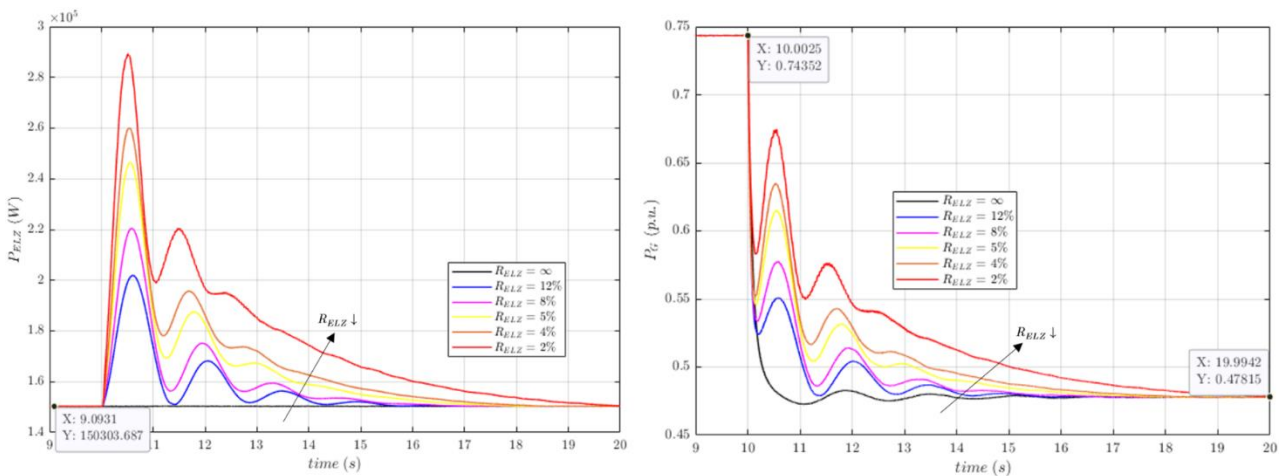 ×10⁵
3
2.8
2.6
2.4
2.2
2
1.8
1.6
1.4
P_ELZ (W)
9 10 11 12 13 14 15 16 17 18 19 20
time (s)
X: 9.0931
Y: 150303.687
R_ELZ ↓
R_ELZ = ∞
R_ELZ = 12%
R_ELZ = 8%
R_ELZ = 5%
R_ELZ = 4%
R_ELZ = 2%
0.75
0.7
0.65
0.6
0.55
0.5
0.45
P_G (p.u.)
9 10 11 12 13 14 15 16 17 18 19 20
time (s)
X: 10.0025
Y: 0.74352
R_ELZ = ∞
R_ELZ = 12%
R_ELZ = 8%
R_ELZ = 5%
R_ELZ = 4%
R_ELZ = 2%
R_ELZ ↓
X: 19.9942
Y: 0.47815